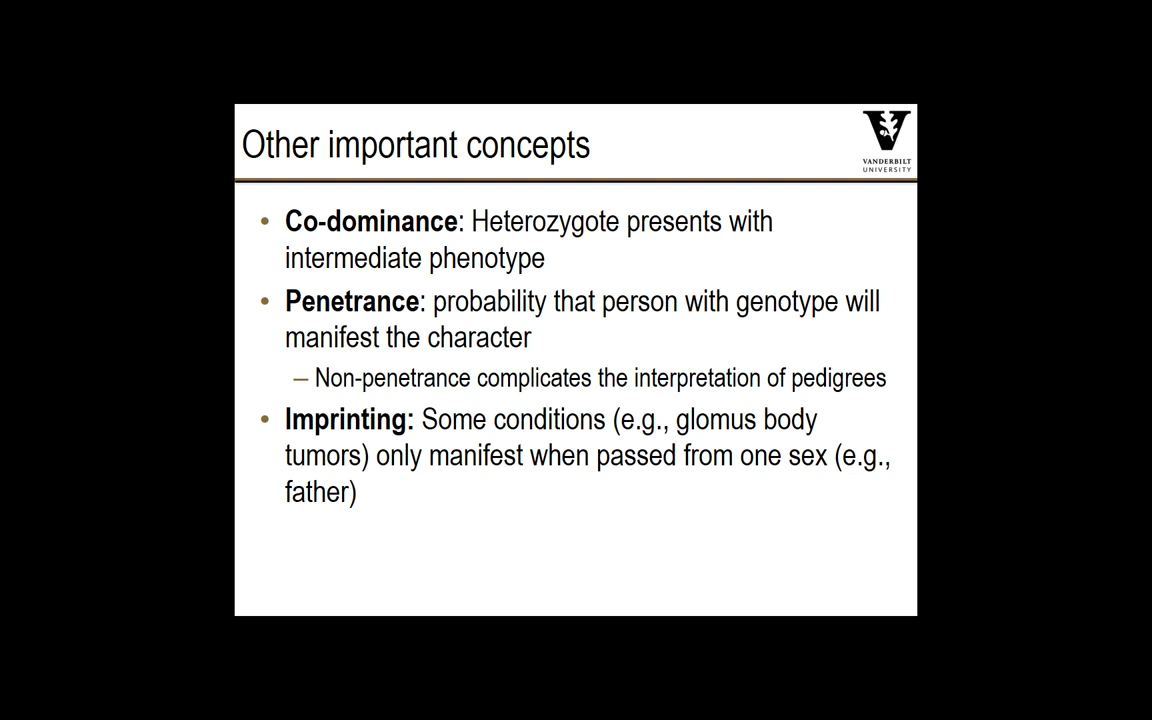 Other important concepts
VANDERBILT
UNIVERSITY
• Co-dominance: Heterozygote presents with
intermediate phenotype
• Penetrance: probability that person with genotype will
manifest the character
– Non-penetrance complicates the interpretation of pedigrees
• Imprinting: Some conditions (e.g., glomus body
tumors) only manifest when passed from one sex (e.g.,
father)